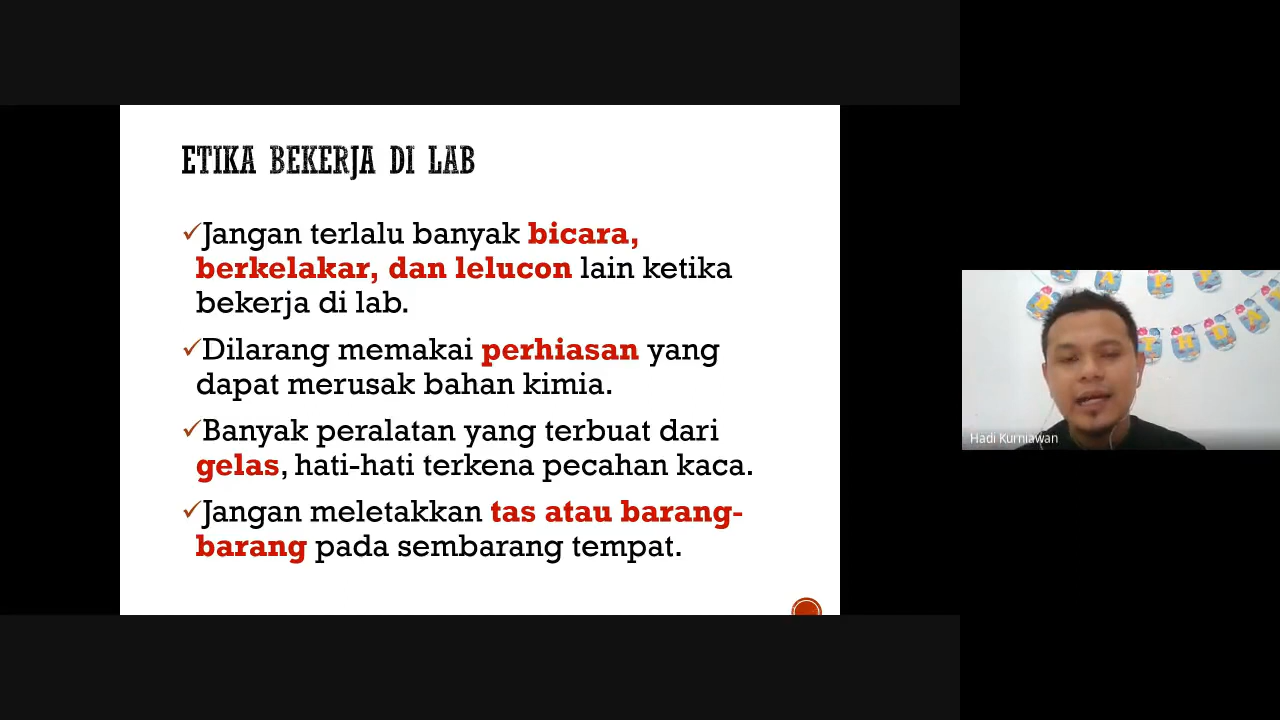 ETIKA BEKERJA DI LAB
✓Jangan terlalu banyak bicara,
berkelakar, dan lelucon lain ketika
bekerja di lab.
✓Dilarang memakai perhiasan yang
dapat merusak bahan kimia.
✓Banyak peralatan yang terbuat dari
gelas, hati-hati terkena pecahan kaca.
✓Jangan meletakkan tas atau barang-
barang pada sembarang tempat.
Hadi Kurniawan